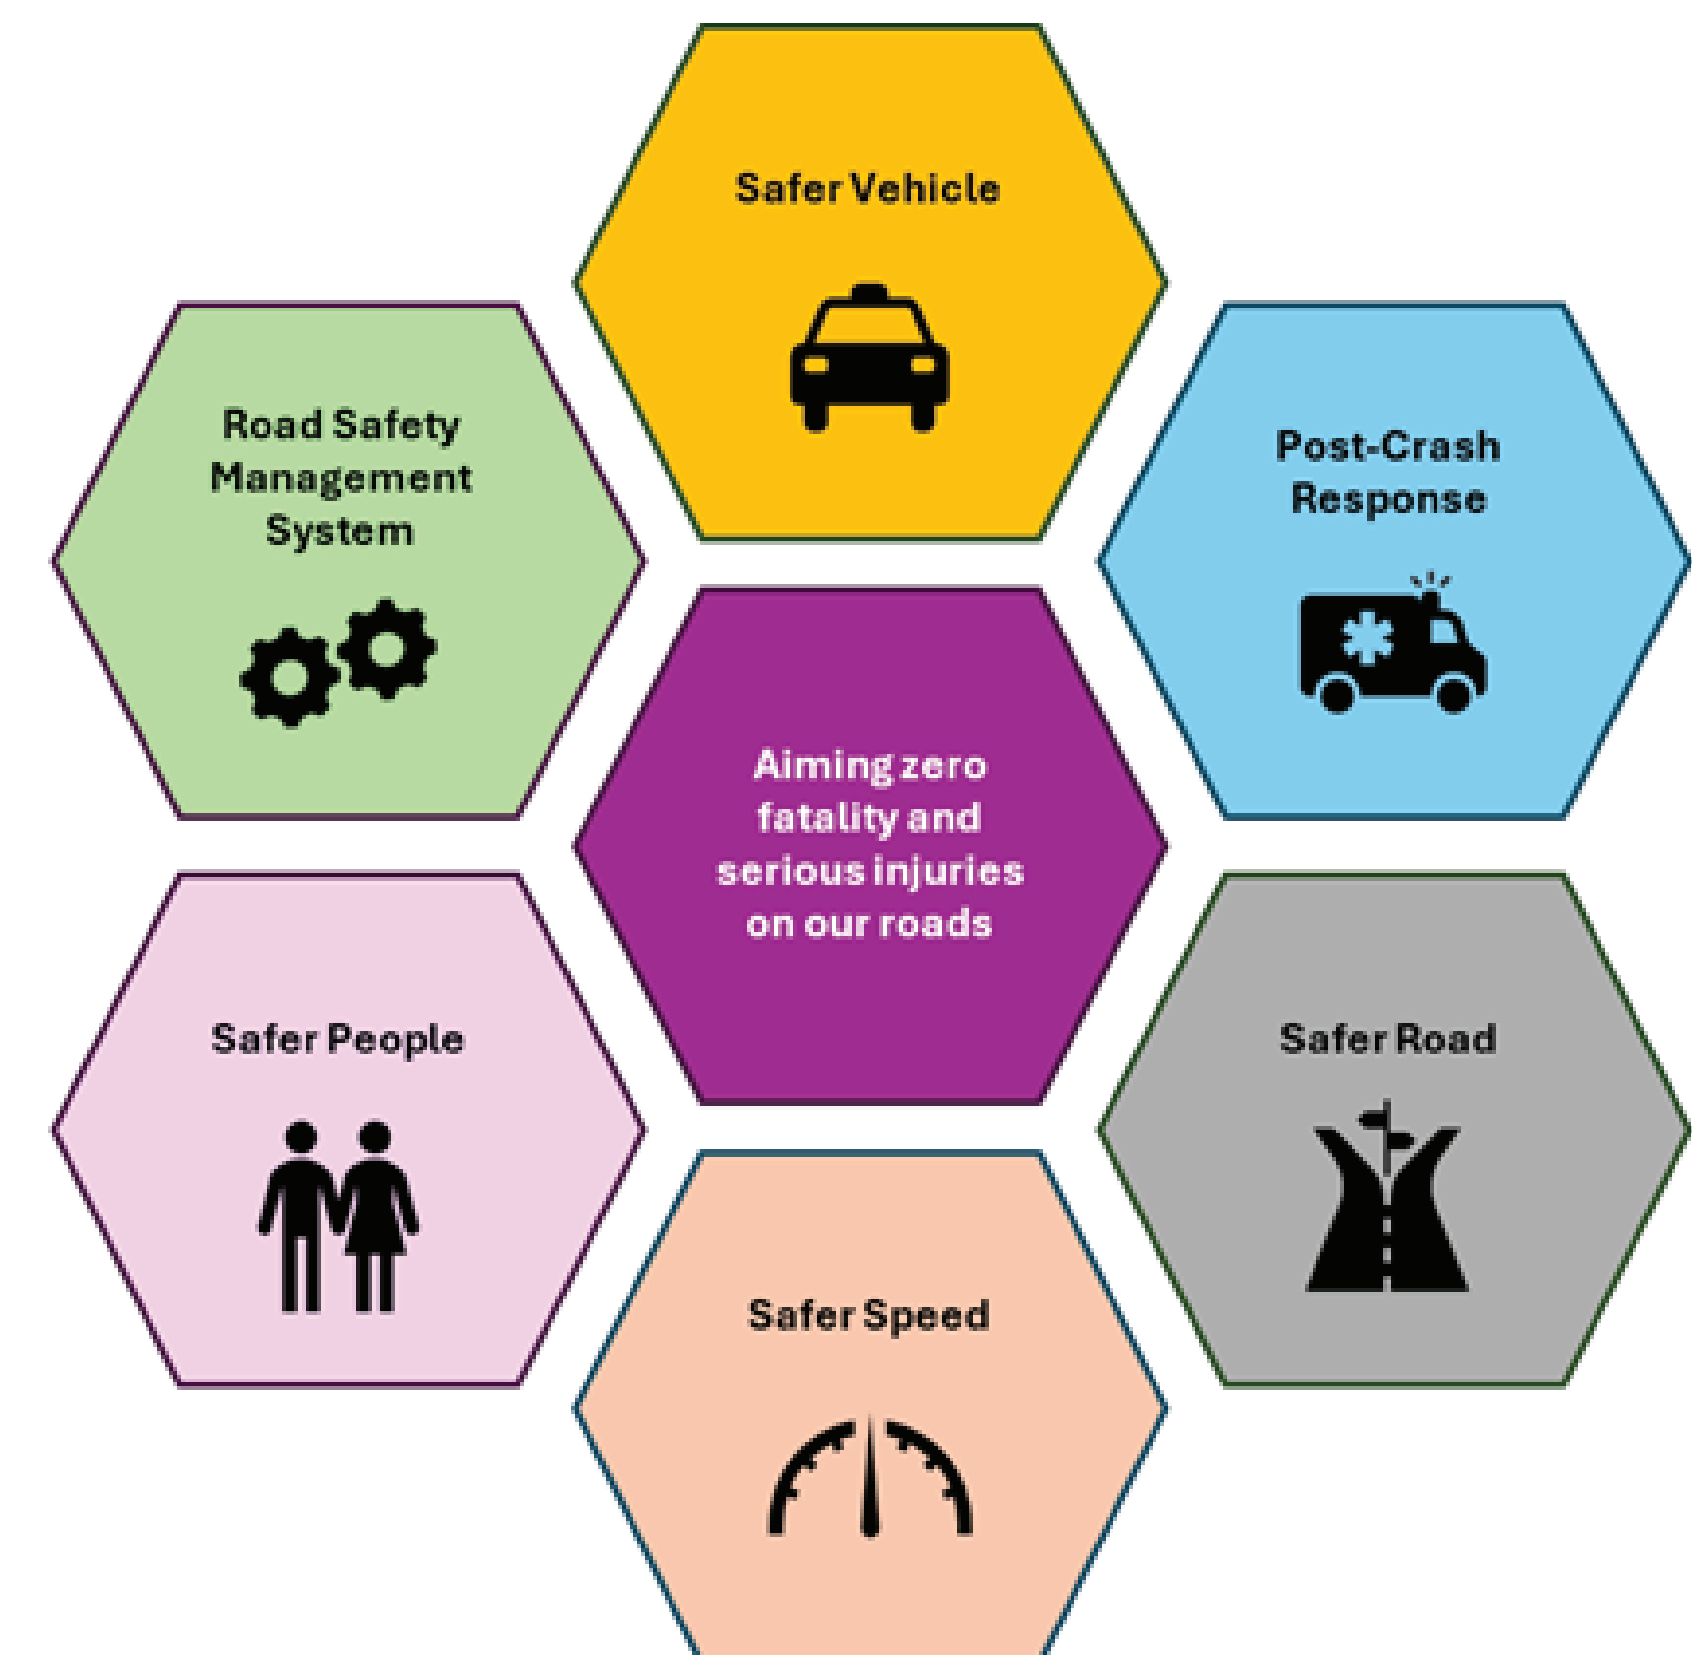 Safer Vehicle
Road Safety
Management
System
Post-Crash
Response
Aiming zero
fatality and
serious injuries
on our roads
Safer People
Safer Road
Safer Speed